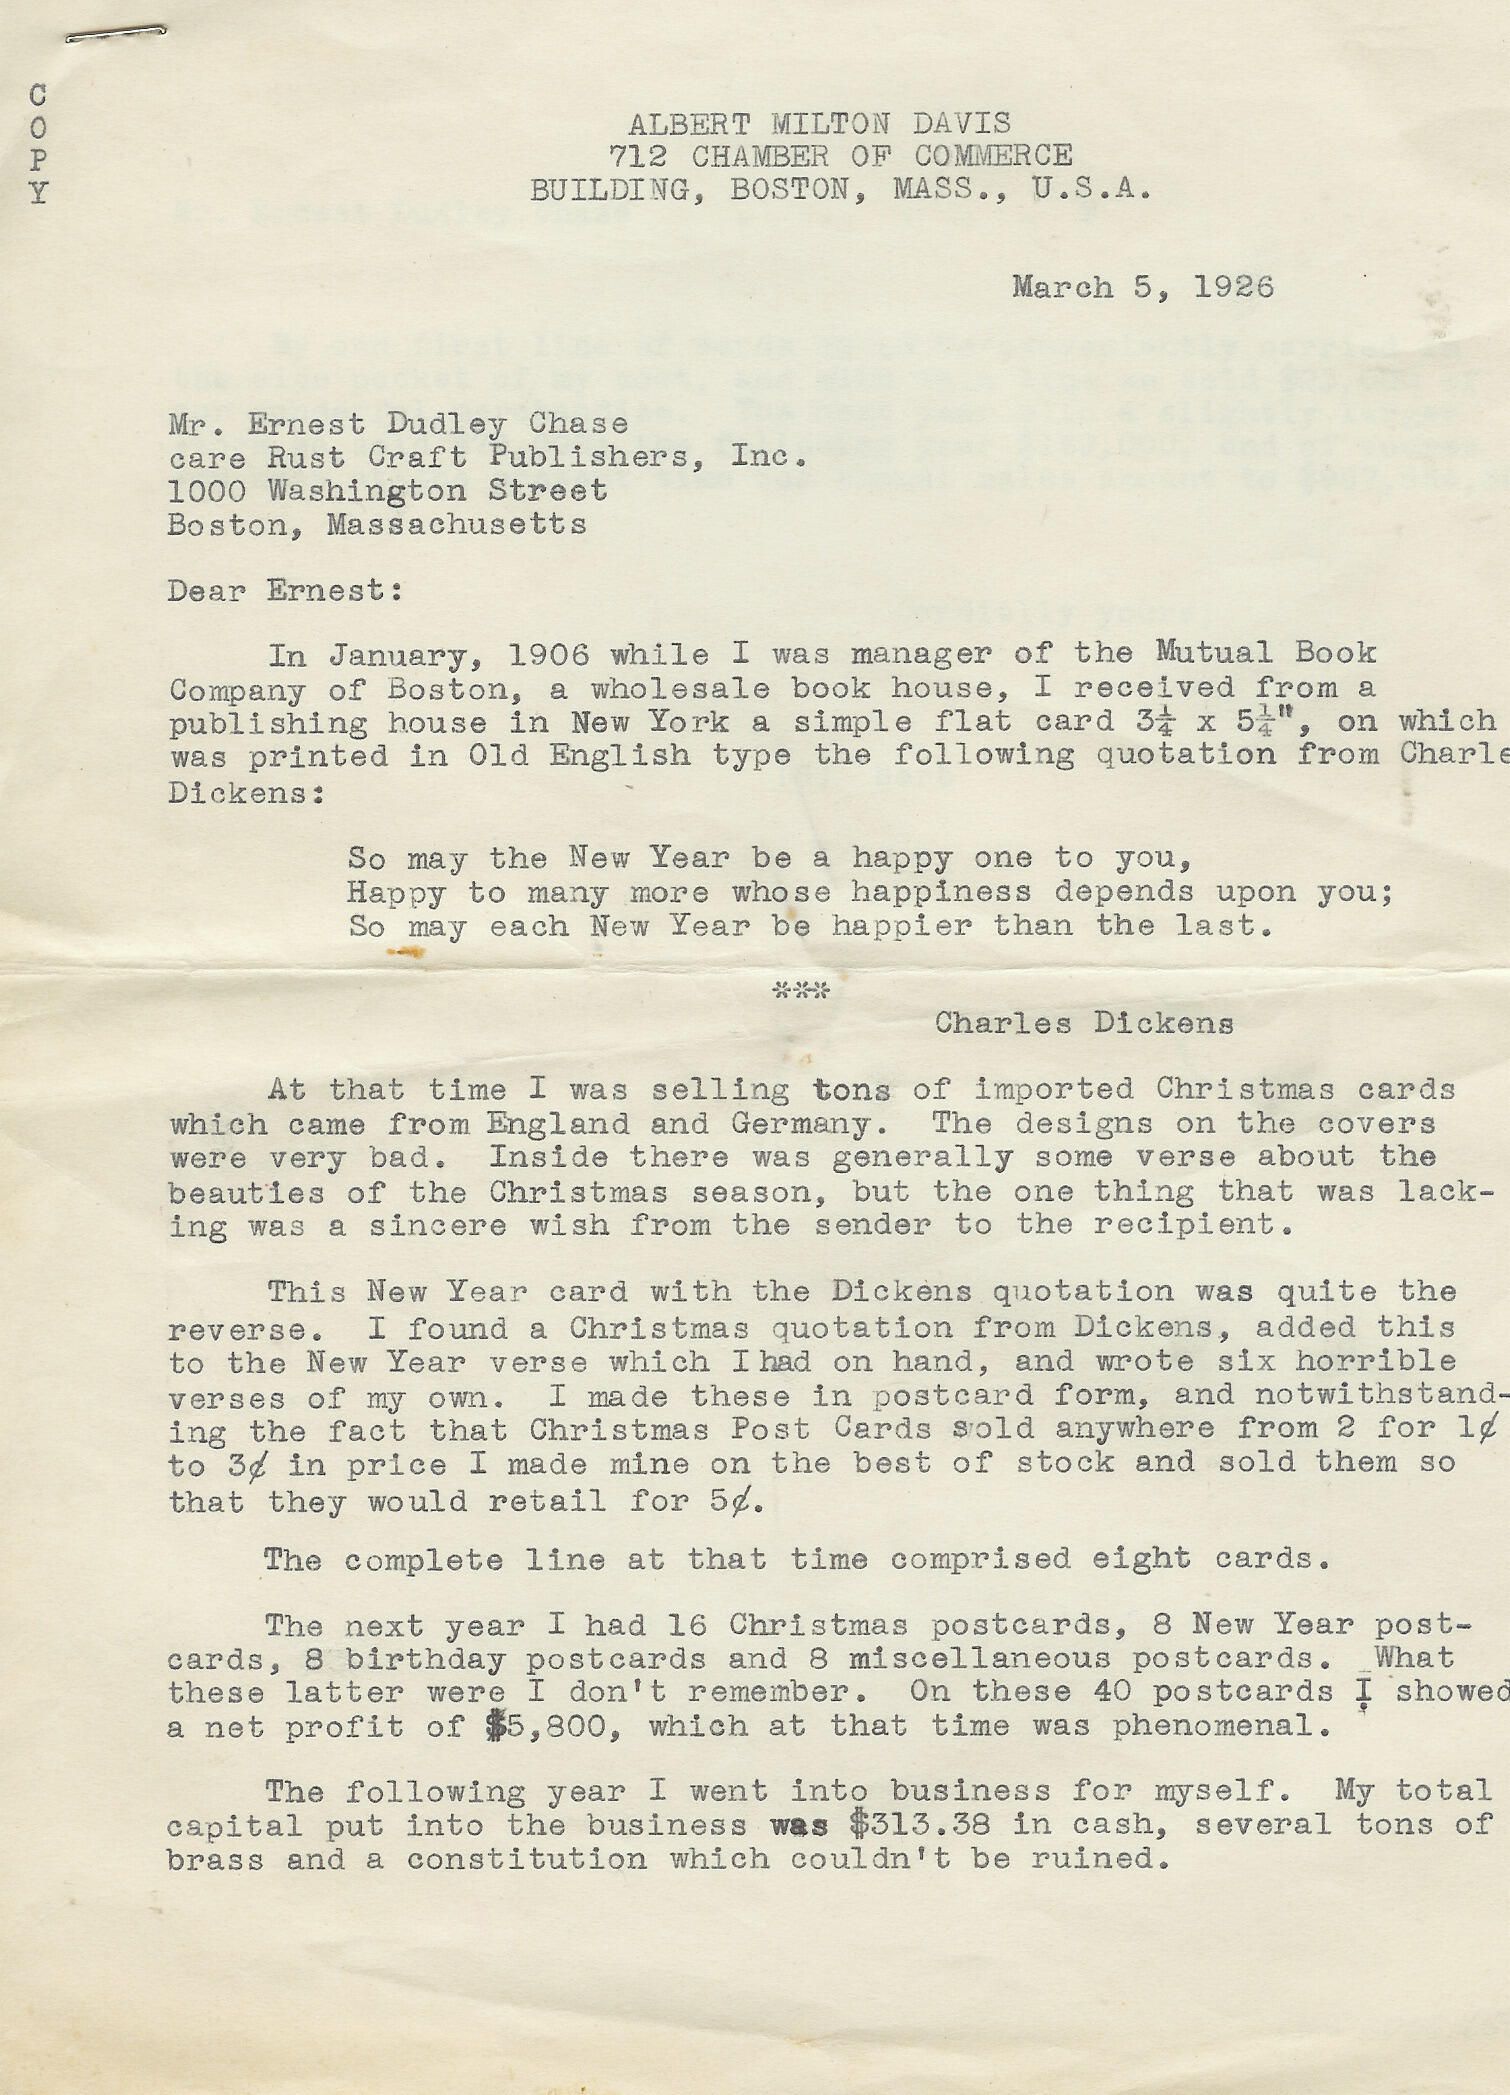 C
O
P
Y
ALBERT MILTON DAVIS
712 CHAMBER OF COMMERCE
BUILDING, BOSTON, MASS., U.S.A.
March 5, 1926
Mr. Ernest Dudley Chase
care Rust Craft Publishers, Inc.
1000 Washington Street
Boston, Massachusetts
Dear Ernest:
In January, 1906 while I was manager of the Mutual Book
Company of Boston, a wholesale book house, I received from a
publishing house in New York a simple flat card 3¼ x 5¼", on which
was printed in Old English type the following quotation from Charle
Dickens:
So may the New Year be a happy one to you,
Happy to many more whose happiness depends upon you;
So may each New Year be happier than the last.
***
Charles Dickens
At that time I was selling tons of imported Christmas cards
which came from England and Germany. The designs on the covers
were very bad. Inside there was generally some verse about the
beauties of the Christmas season, but the one thing that was lack-
ing was a sincere wish from the sender to the recipient.
This New Year card with the Dickens quotation was quite the
reverse. I found a Christmas quotation from Dickens, added this
to the New Year verse which I had on hand, and wrote six horrible
verses of my own. I made these in postcard form, and notwithstand-
ing the fact that Christmas Post Cards sold anywhere from 2 for 1¢
to 3¢ in price I made mine on the best of stock and sold them so
that they would retail for 5¢.
The complete line at that time comprised eight cards.
The next year I had 16 Christmas postcards, 8 New Year post-
cards, 8 birthday postcards and 8 miscellaneous postcards. What
these latter were I don't remember. On these 40 postcards I showed
a net profit of $5,800, which at that time was phenomenal.
The following year I went into business for myself. My total
capital put into the business was $313.38 in cash, several tons of
brass and a constitution which couldn't be ruined.